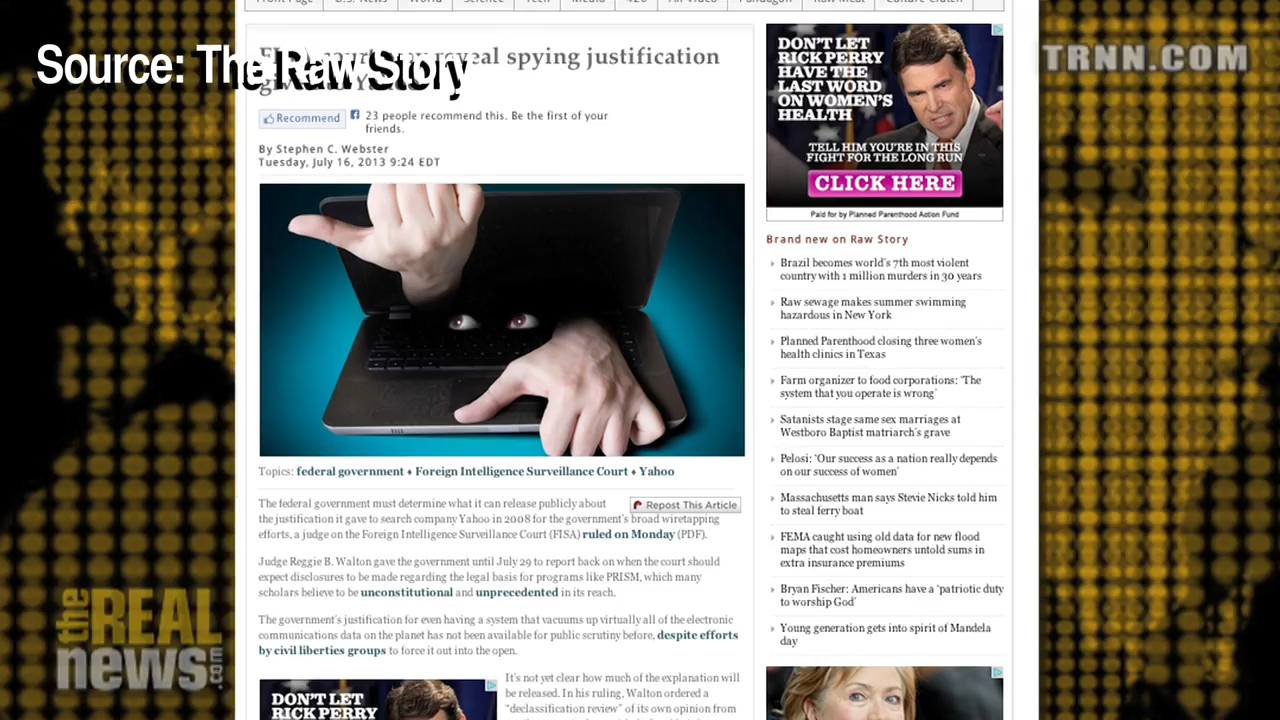 Front Page
U.S. News
World
Science
Tech
Media
420
All Video
Pandagon
Raw Meat
Culture Clutch
Source: The Raw Story
TRNN.COM
reveal spying justification
Recommend
23 people recommend this. Be the first of your
friends.
By Stephen C. Webster
Tuesday, July 16, 2013 9:24 EDT
Topics: federal government ♦ Foreign Intelligence Surveillance Court ♦ Yahoo
Repost This Article
The federal government must determine what it can release publicly about
the justification it gave to search company Yahoo in 2008 for the government's broad wiretapping
efforts, a judge on the Foreign Intelligence Surveillance Court (FISA) ruled on Monday (PDF).
Judge Reggie B. Walton gave the government until July 29 to report back on when the court should
expect disclosures to be made regarding the legal basis for programs like PRISM, which many
scholars believe to be unconstitutional and unprecedented in its reach.
The government's justification for even having a system that vacuums up virtually all of the electronic
communications data on the planet has not been available for public scrutiny before, despite efforts
by civil liberties groups to force it out into the open.
It's not yet clear how much of the explanation will
be released. In his ruling, Walton ordered a
"declassification review" of its own opinion from
DON'T LET
RICK PERRY
DON'T LET
RICK PERRY
HAVE THE
LAST WORD
ON WOMEN'S
HEALTH
TELL HIM YOU'RE IN THIS
FIGHT FOR THE LONG RUN
CLICK HERE
Paid for by Planned Parenthood Action Fund
Brand new on Raw Story
Brazil becomes world's 7th most violent
country with 1 million murders in 30 years
Raw sewage makes summer swimming
hazardous in New York
Planned Parenthood closing three women's
health clinics in Texas
Farm organizer to food corporations: 'The
system that you operate is wrong'
Satanists stage same sex marriages at
Westboro Baptist matriarch's grave
Pelosi: 'Our success as a nation really depends
on our success of women'
Massachusetts man says Stevie Nicks told him
to steal ferry boat
FEMA caught using old data for new flood
maps that cost homeowners untold sums in
extra insurance premiums
Bryan Fischer: Americans have a 'patriotic duty
to worship God'
Young generation gets into spirit of Mandela
day
the REAL
news.com